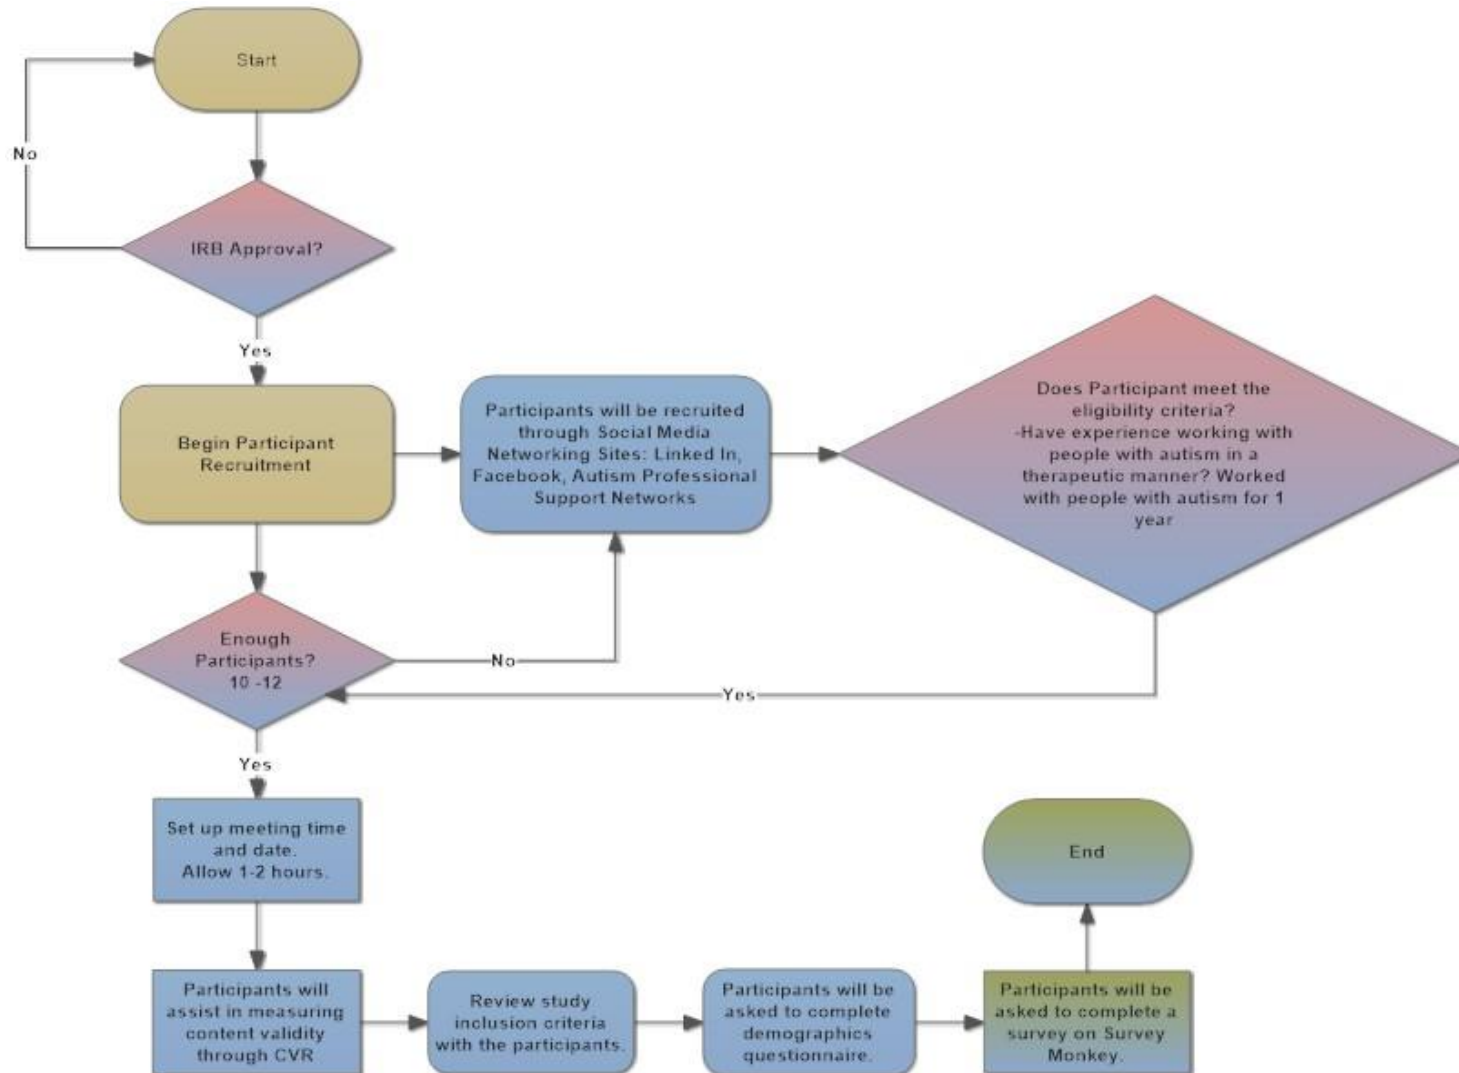 Start
No
IRB Approval?
Yes
Begin Participant
Recruitment
Participants will be recruited
through Social Media
Networking Sites: Linked In,
Facebook, Autism Professional
Support Networks
Does Participant meet the
eligibility criteria?
-Have experience working with
people with autism in a
therapeutic manner? Worked
with people with autism for 1
year
Enough
Participants?
10 -12
No
Yes
Yes
Set up meeting time
and date.
Allow 1-2 hours.
End
Participants will
assist in measuring
content validity
through CVR
Review study
inclusion criteria
with the participants.
Participants will be
asked to complete
demographics
questionnaire.
Participants will be
asked to complete a
survey on Survey
Monkey.